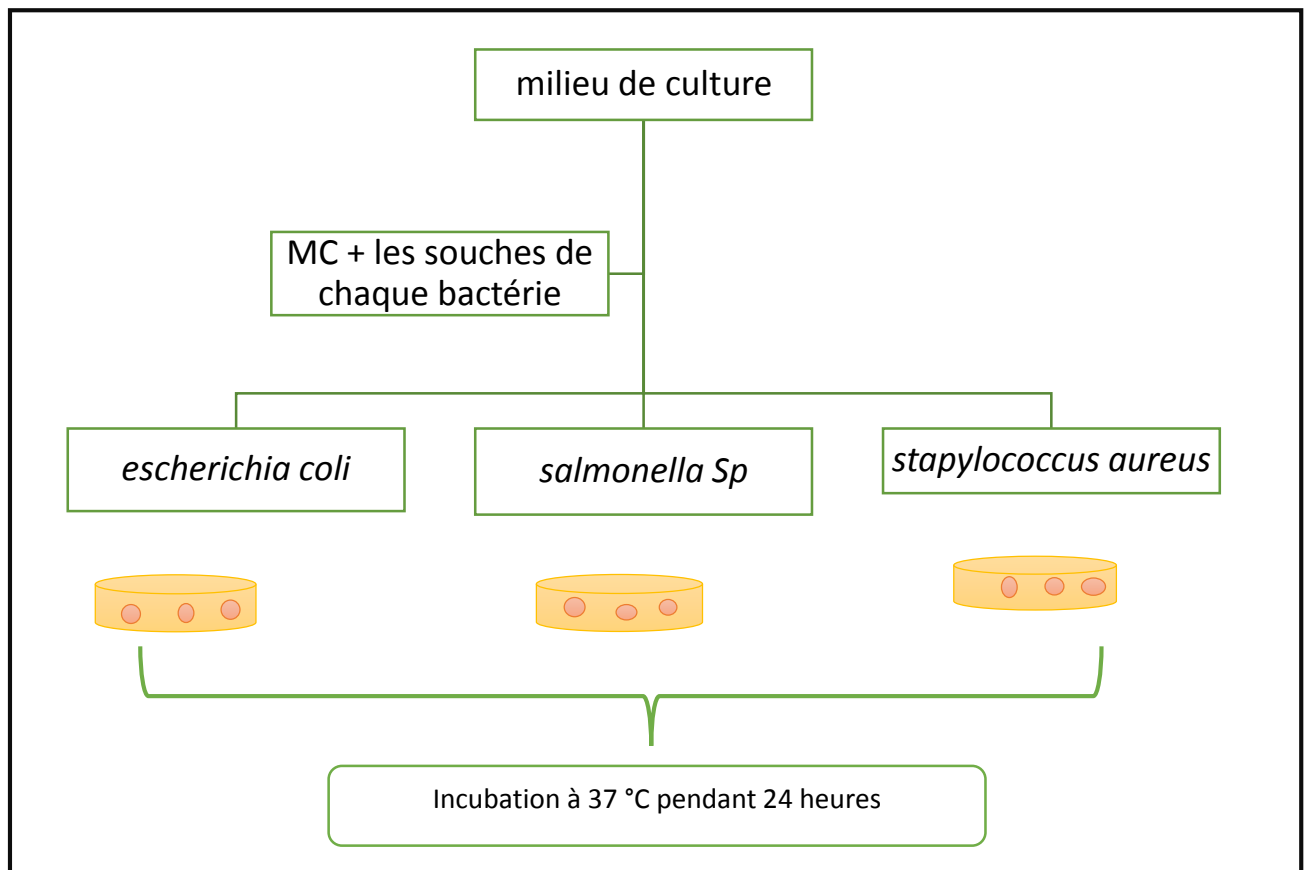 milieu de culture
MC + les souches de
chaque bactérie
escherichia coli
salmonella Sp
stapylococcus aureus
Incubation à 37 °C pendant 24 heures